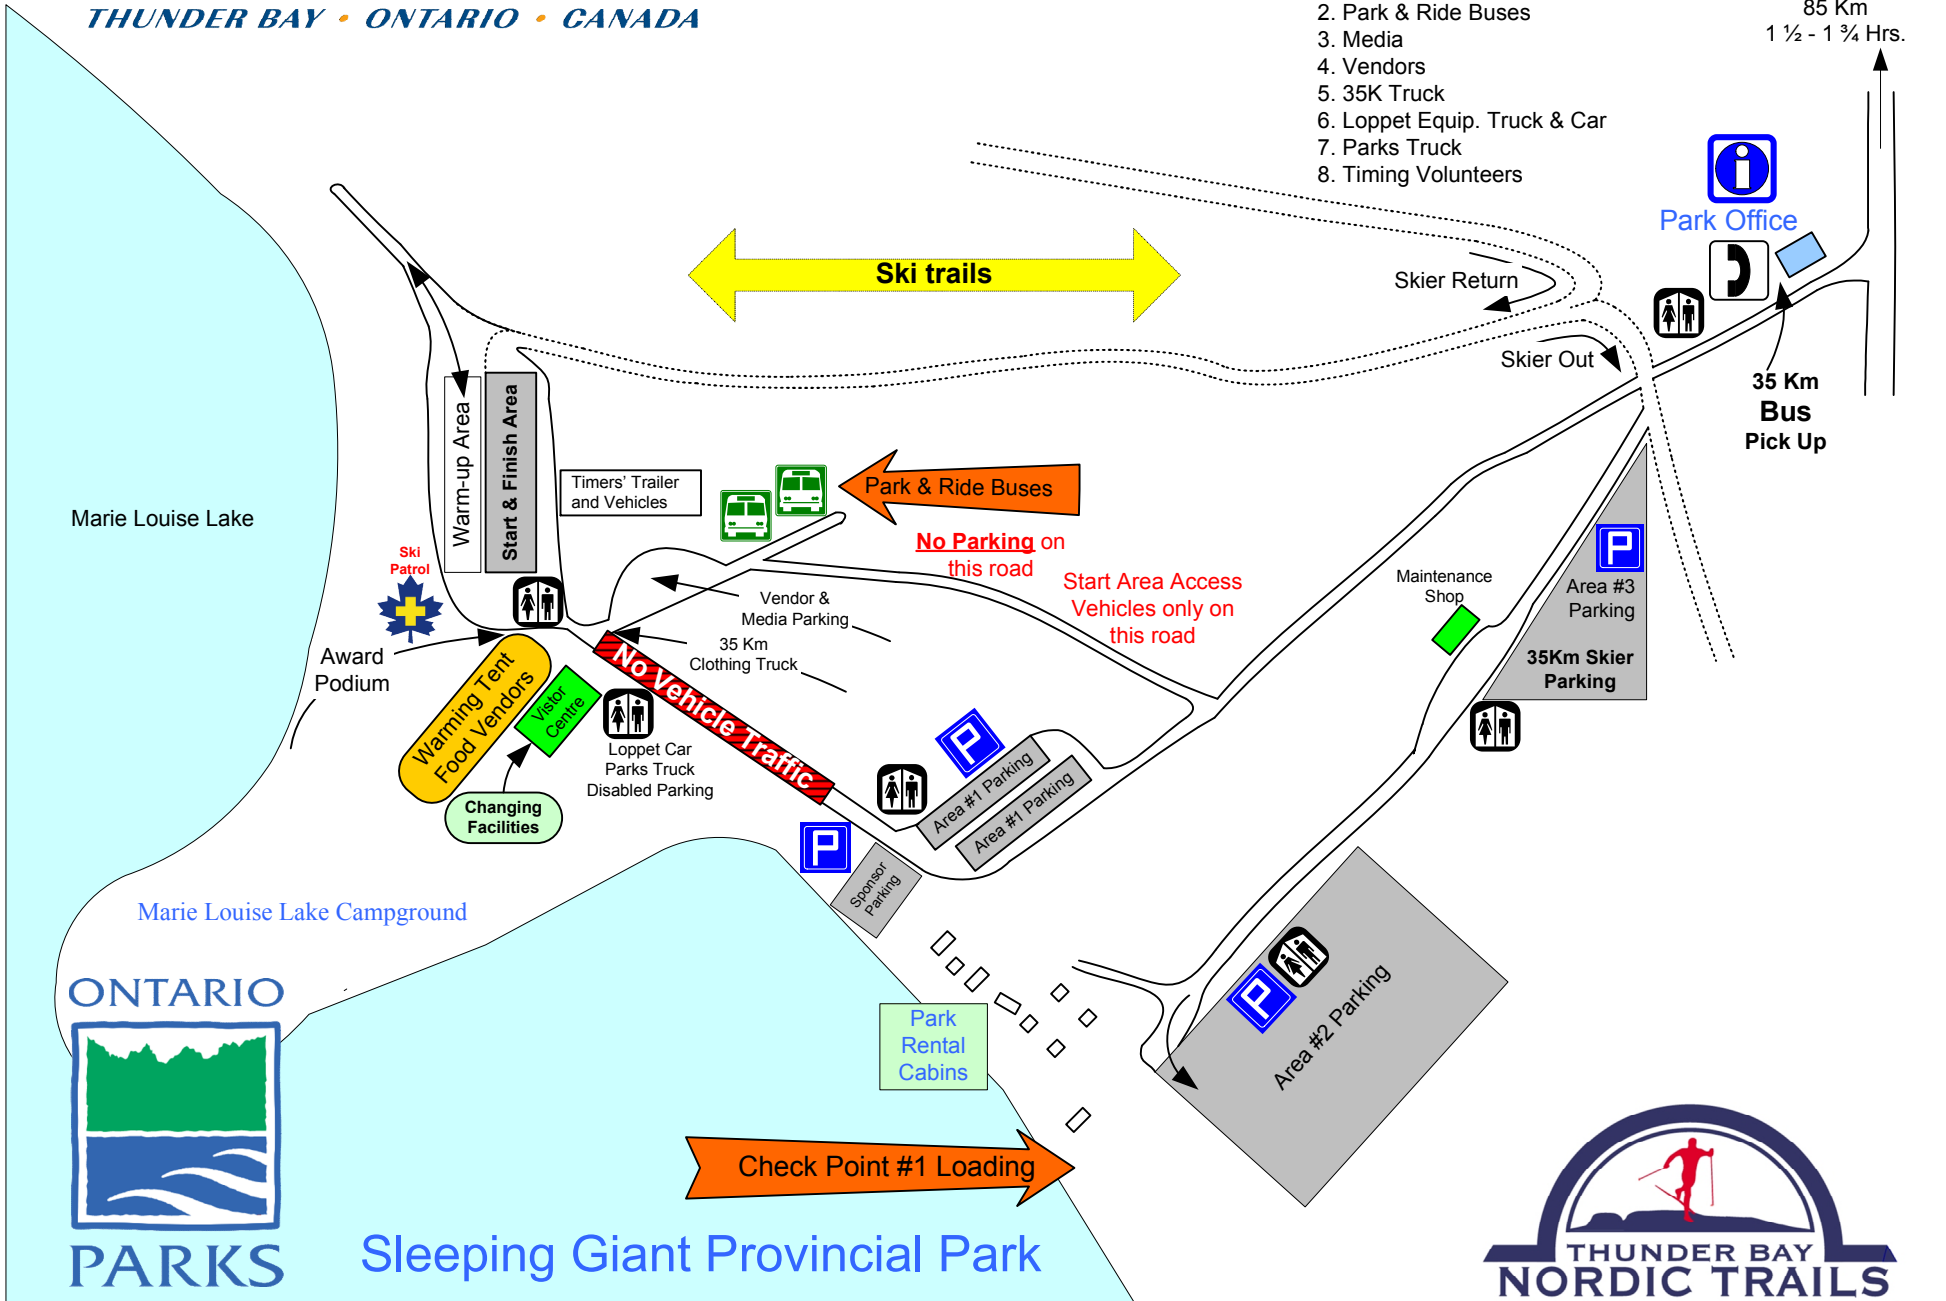 THUNDER BAY • ONTARIO • CANADA
2. Park & Ride Buses
3. Media
4. Vendors
5. 35K Truck
6. Loppet Equip. Truck & Car
7. Parks Truck
8. Timing Volunteers
85 Km
1 ½ - 1 ¾ Hrs.
Park Office
Ski trails
Skier Return
Skier Out
35 Km
Bus
Pick Up
Warm-up Area
Start & Finish Area
Timers' Trailer
and Vehicles
Park & Ride Buses
Marie Louise Lake
No Parking on
this road
Start Area Access
Vehicles only on
this road
Ski
Patrol
Vendor &
Media Parking
35 Km
Clothing Truck
Maintenance
Shop
P
Area #3
Parking
35Km Skier
Parking
Award
Podium
Warming Tent
Food Vendors
Vistor
Centre
No Vehicle Traffic
Loppet Car
Parks Truck
Disabled Parking
Changing
Facilities
P
Area #1 Parking
Area #1 Parking
P
Sponsor
Parking
Marie Louise Lake Campground
P
Area #2 Parking
Park
Rental
Cabins
Check Point #1 Loading
ONTARIO
PARKS
Sleeping Giant Provincial Park
THUNDER BAY
NORDIC TRAILS